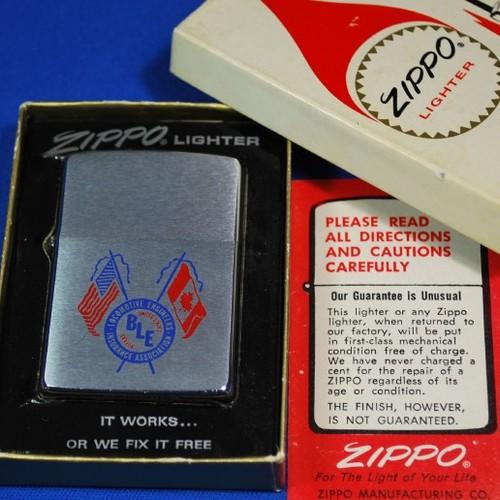 ZIPPO
LIGHTER
ZIPPO LIGHTER
LOCOMOTIVE ENGINEERS
BLE
INSURANCE ASSOCIATION
IT WORKS...
OR WE FIX IT FREE
PLEASE READ
ALL DIRECTIONS
AND CAUTIONS
CAREFULLY
Our Guarantee is Unusual
This lighter or any Zippo
lighter, when returned to
our factory, will be put
in first-class mechanical
condition free of charge.
We have never charged a
cent for the repair of a
ZIPPO regardless of its
age or condition.
THE FINISH, HOWEVER,
IS NOT GUARANTEED.
ZIPPO
For The Light of Your Life
ZIPPO MANUFACTURING CO.